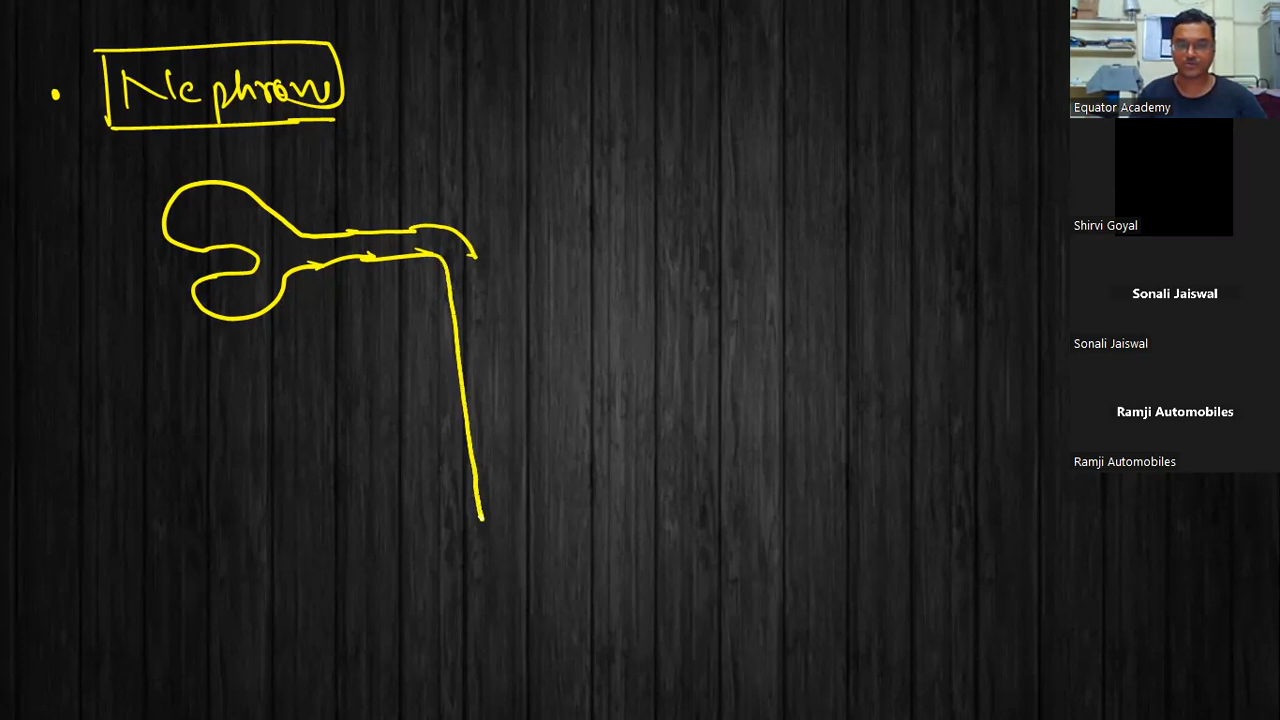 Nephron
Equator Academy
Shirvi Goyal
Sonali Jaiswal
Sonali Jaiswal
Ramji Automobiles
Ramji Automobiles